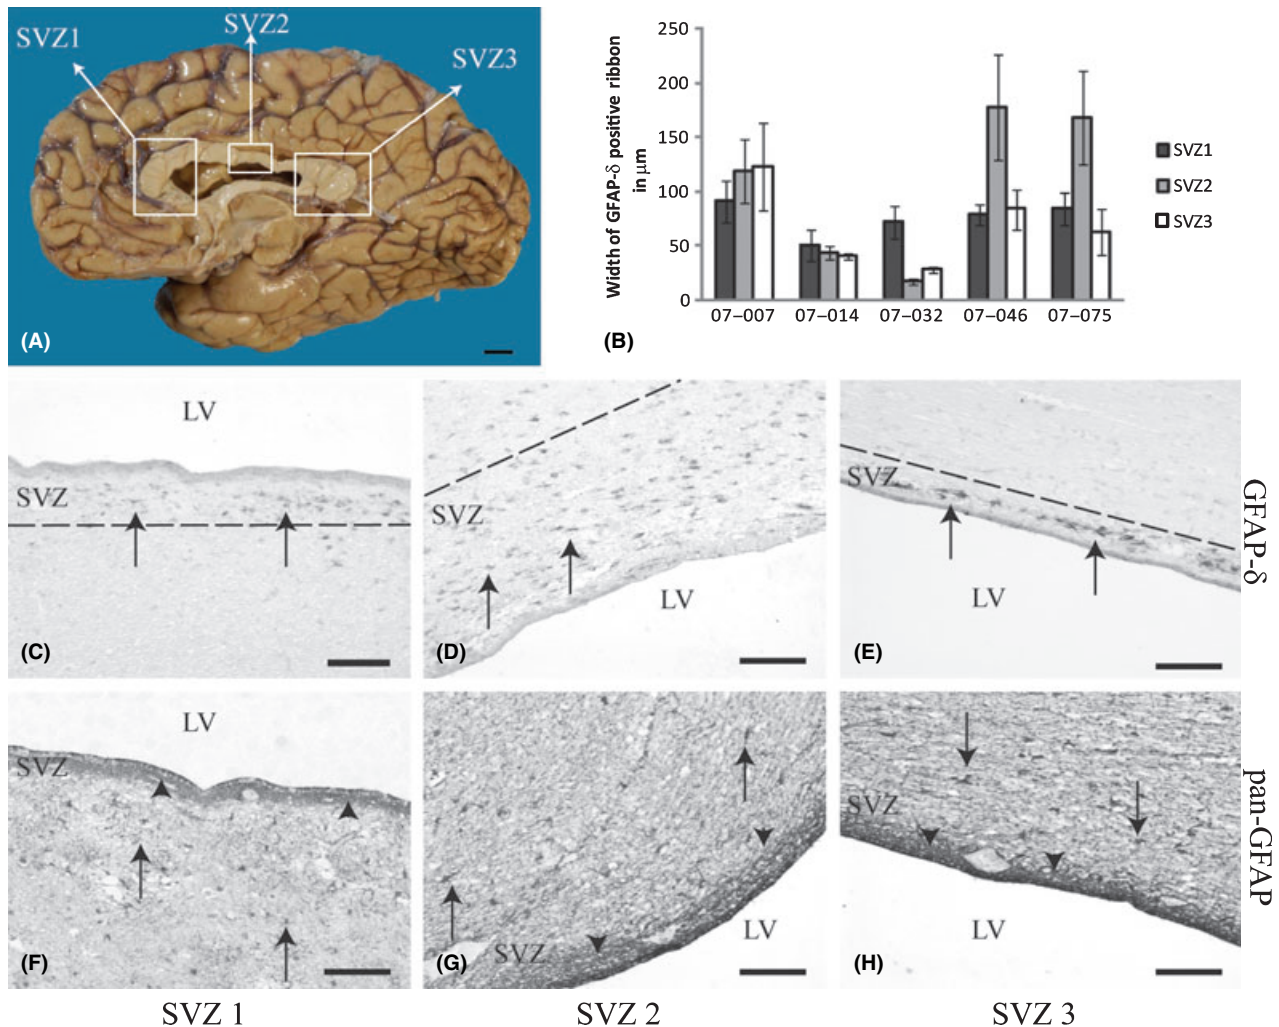 SVZ1
SVZ2
SVZ3
(A)
Width of GFAP-δ positive ribbon
in µm
250
200
150
100
50
0
07–007
07–014
07–032
07–046
07–075
SVZ1
SVZ2
SVZ3
(B)
LV
SVZ
(C)
SVZ
LV
(D)
SVZ
LV
(E)
GFAP-δ
LV
SVZ
(F)
SVZ
LV
(G)
SVZ
LV
(H)
pan-GFAP
SVZ 1
SVZ 2
SVZ 3